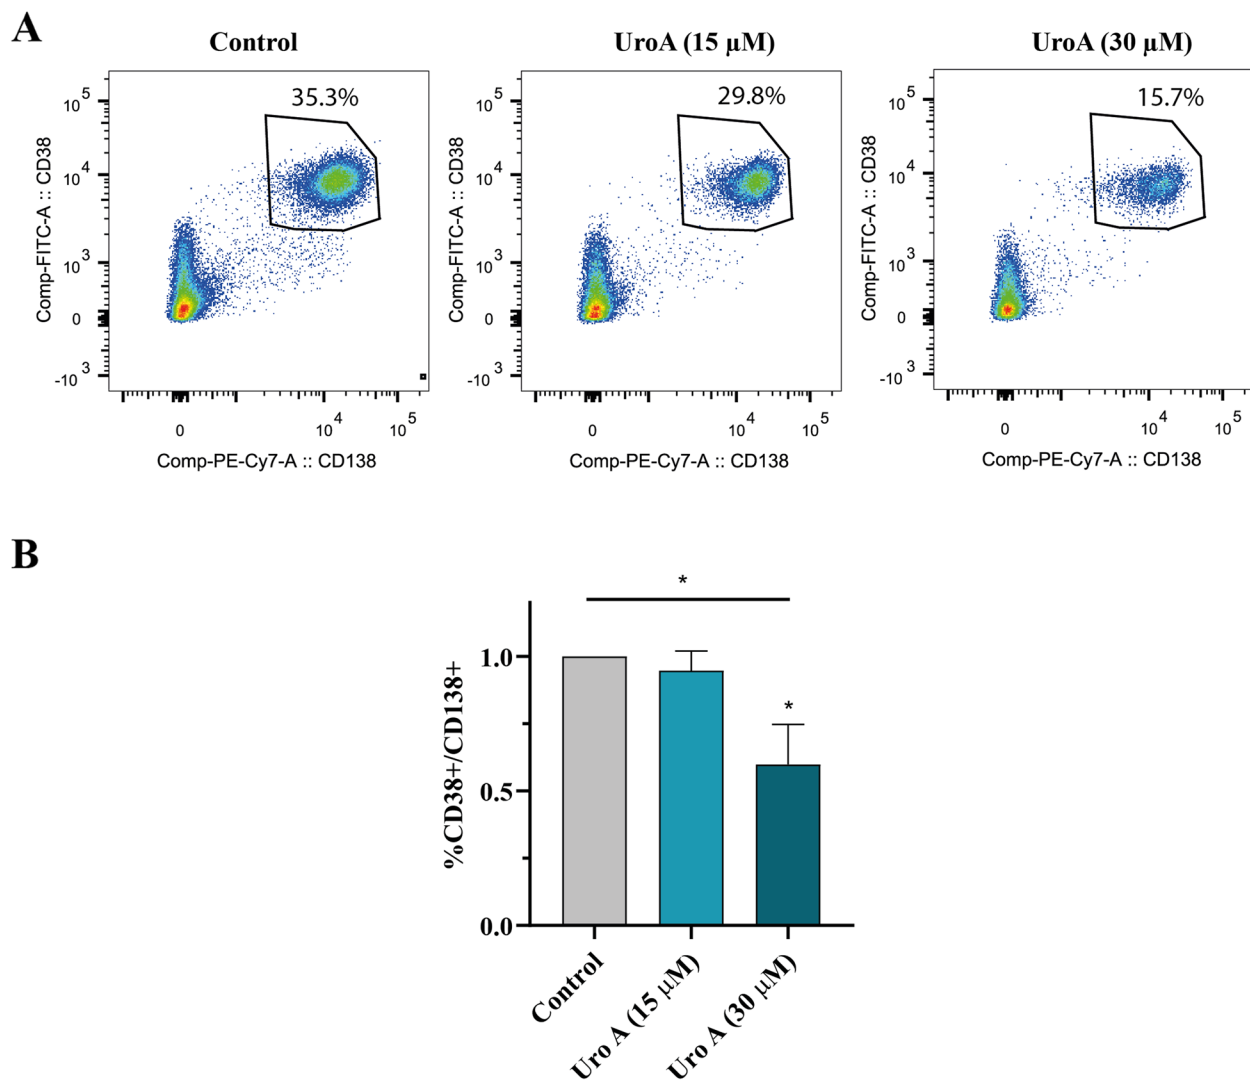 A
Control
UroA (15 μM)
UroA (30 μM)
35.3%
29.8%
15.7%
10^5
10^4
10^3
0
-10^3
Comp-FITC-A :: CD38
0
10^4
10^5
Comp-PE-Cy7-A :: CD138
10^5
10^4
10^3
0
-10^3
Comp-FITC-A :: CD38
0
10^4
10^5
Comp-PE-Cy7-A :: CD138
10^5
10^4
10^3
0
-10^3
Comp-FITC-A :: CD38
0
10^4
10^5
Comp-PE-Cy7-A :: CD138
B
*
*
1.0
0.5
0.0
%CD38+/CD138+
Control
Uro A (15 μM)
Uro A (30 μM)